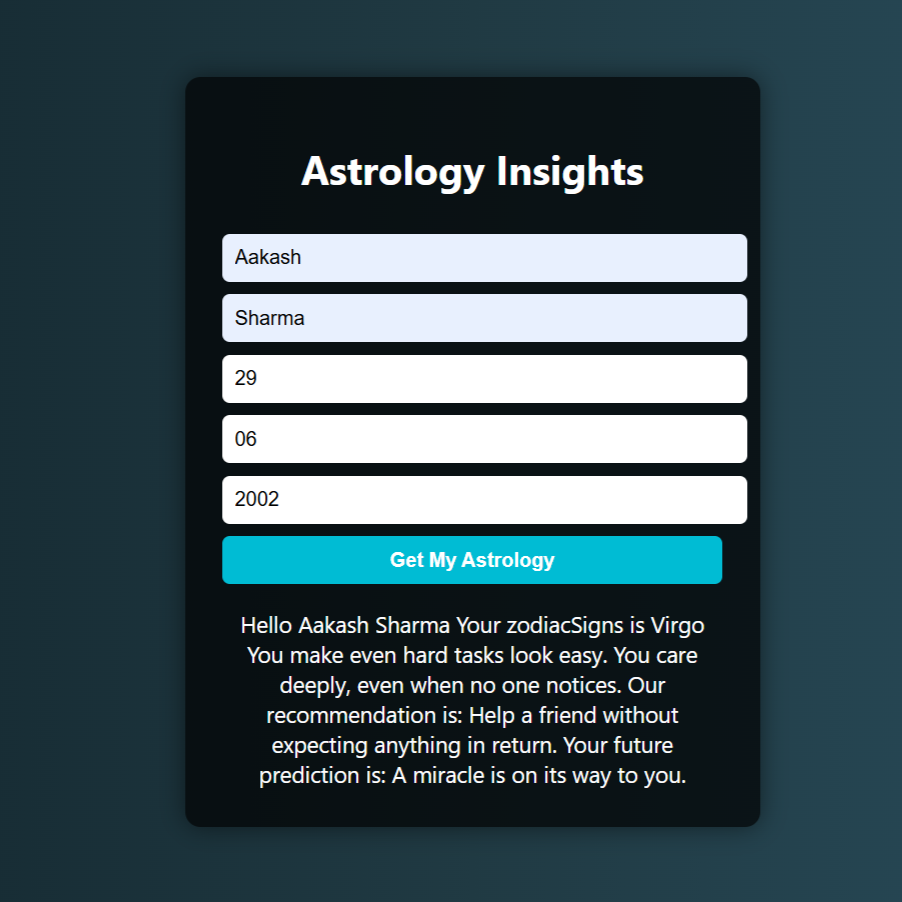 Astrology Insights
Aakash
Sharma
29
06
2002
Get My Astrology
Hello Aakash Sharma Your zodiacSigns is Virgo
You make even hard tasks look easy. You care
deeply, even when no one notices. Our
recommendation is: Help a friend without
expecting anything in return. Your future
prediction is: A miracle is on its way to you.